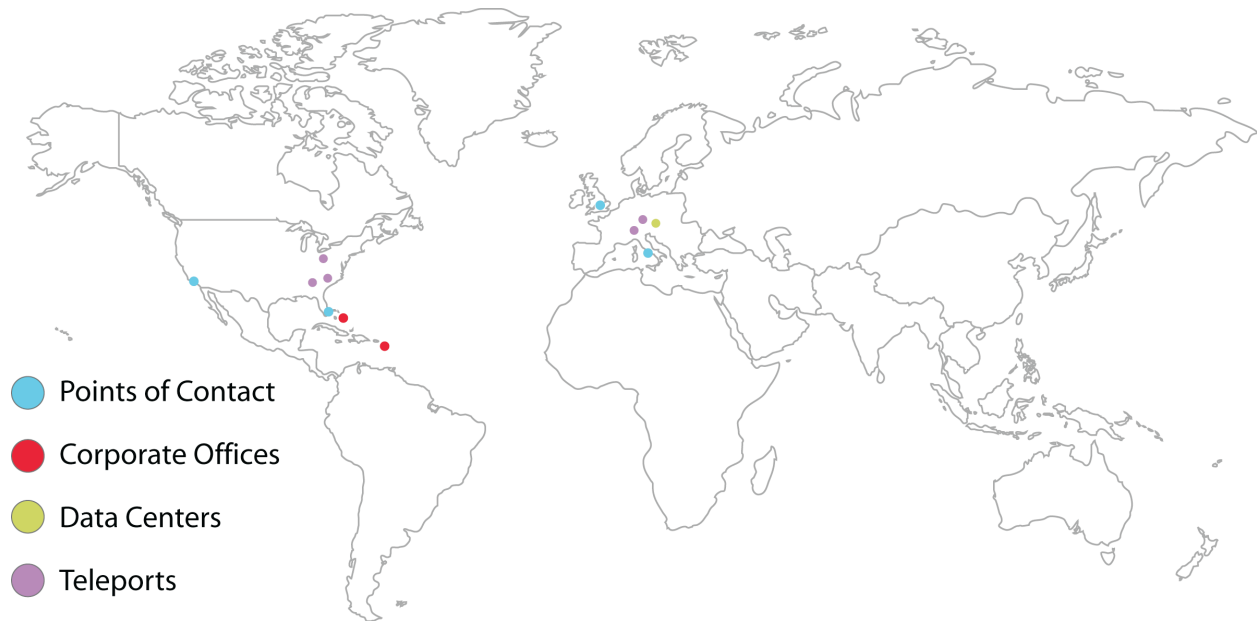 Points of Contact
Corporate Offices
Data Centers
Teleports